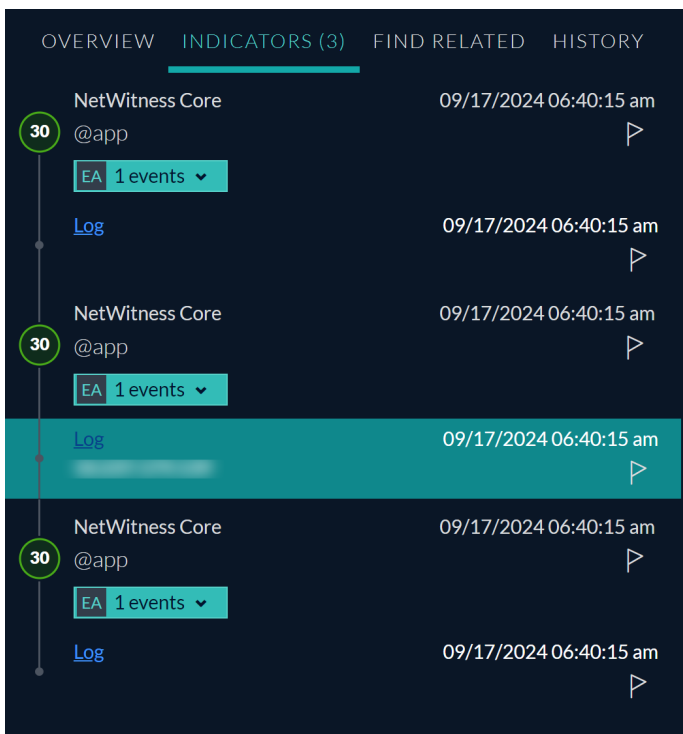 OVERVIEW INDICATORS (3) FIND RELATED HISTORY
NetWitness Core 09/17/2024 06:40:15 am
30 @app
EA 1 events
Log 09/17/2024 06:40:15 am
NetWitness Core 09/17/2024 06:40:15 am
30 @app
EA 1 events
Log 09/17/2024 06:40:15 am
NetWitness Core 09/17/2024 06:40:15 am
30 @app
EA 1 events
Log 09/17/2024 06:40:15 am